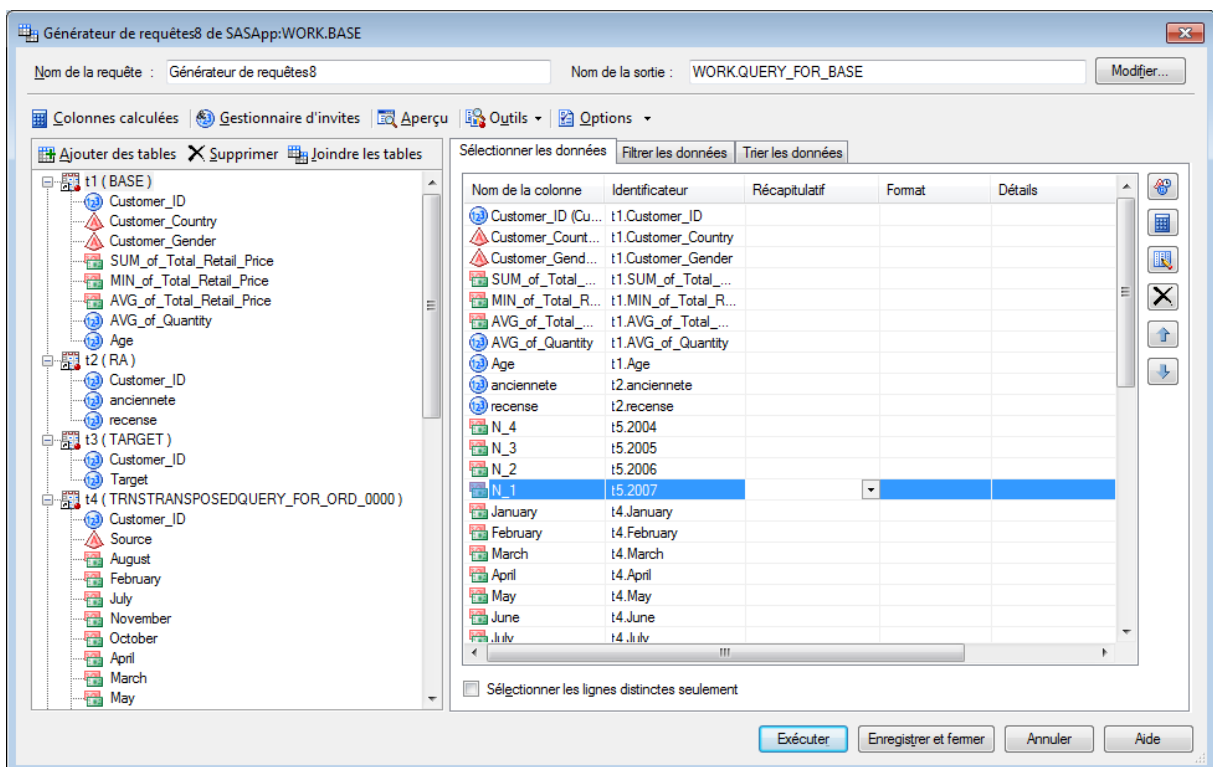 Générateur de requêtes8 de SASApp:WORK.BASE
Nom de la requête : Générateur de requêtes8 Nom de la sortie : WORK.QUERY_FOR_BASE Modifier...
Colonnes calculées Gestionnaire d'invites Aperçu Outils Options
Ajouter des tables Supprimer Joindre les tables
t1 (BASE)
Customer_ID
Customer_Country
Customer_Gender
SUM_of_Total_Retail_Price
MIN_of_Total_Retail_Price
AVG_of_Total_Retail_Price
AVG_of_Quantity
Age
t2 (RA)
Customer_ID
anciennete
recense
t3 (TARGET)
Customer_ID
Target
t4 (TRNSTRANSPOSEDQUERY_FOR_ORD_0000)
Customer_ID
Source
August
February
July
November
October
April
March
May
Sélectionner les données Filtrer les données Trier les données
Nom de la colonne Identificateur Récapitulatif Format Détails
Customer_ID (Cu... t1.Customer_ID
Customer_Count... t1.Customer_Country
Customer_Gend... t1.Customer_Gender
SUM_of_Total_... t1.SUM_of_Total_...
MIN_of_Total_R... t1.MIN_of_Total_R...
AVG_of_Total_... t1.AVG_of_Total_...
AVG_of_Quantity t1.AVG_of_Quantity
Age t1.Age
anciennete t2.anciennete
recense t2.recense
N_4 t5.2004
N_3 t5.2005
N_2 t5.2006
N_1 t5.2007
January t4.January
February t4.February
March t4.March
April t4.April
May t4.May
June t4.June
July t4.July
Sélectionner les lignes distinctes seulement
Exécuter Enregistrer et fermer Annuler Aide